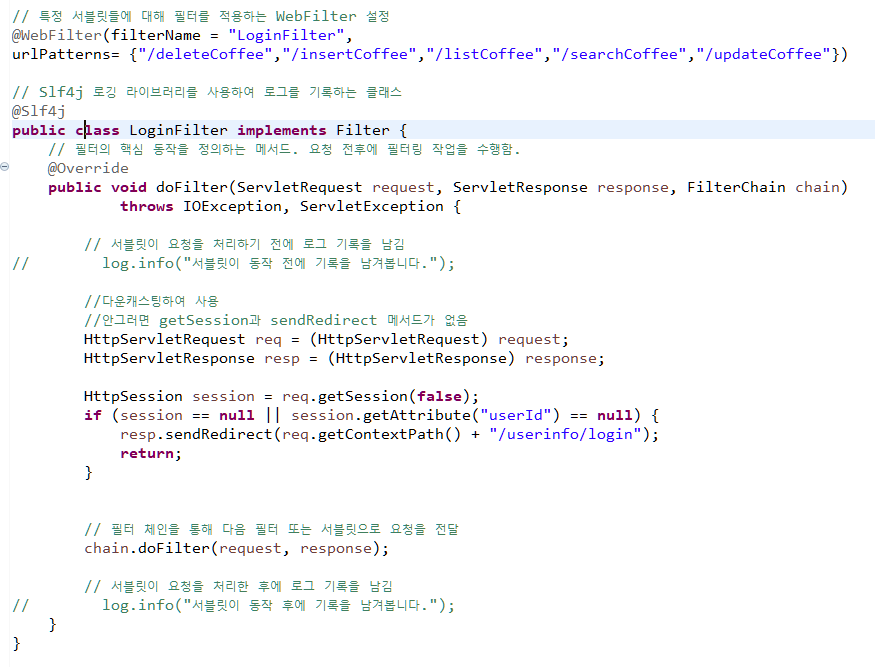 // 특정 서블릿들에 대해 필터를 적용하는 WebFilter 설정
@WebFilter(filterName = "LoginFilter",
urlPatterns= {"/deleteCoffee","/insertCoffee","/listCoffee","/searchCoffee","/updateCoffee"})
// Slf4j 로깅 라이브러리를 사용하여 로그를 기록하는 클래스
@Slf4j
public class LoginFilter implements Filter {
// 필터의 핵심 동작을 정의하는 메서드. 요청 전후에 필터링 작업을 수행함.
@Override
public void doFilter(ServletRequest request, ServletResponse response, FilterChain chain)
throws IOException, ServletException {
// 서블릿이 요청을 처리하기 전에 로그 기록을 남김
// log.info("서블릿이 동작 전에 기록을 남겨봅니다.");
//다운캐스팅하여 사용
//안그러면 getSession과 sendRedirect 메서드가 없음
HttpServletRequest req = (HttpServletRequest) request;
HttpServletResponse resp = (HttpServletResponse) response;
HttpSession session = req.getSession(false);
if (session == null || session.getAttribute("userId") == null) {
resp.sendRedirect(req.getContextPath() + "/userinfo/login");
return;
}
// 필터 체인을 통해 다음 필터 또는 서블릿으로 요청을 전달
chain.doFilter(request, response);
// 서블릿이 요청을 처리한 후에 로그 기록을 남김
// log.info("서블릿이 동작 후에 기록을 남겨봅니다.");
}
}